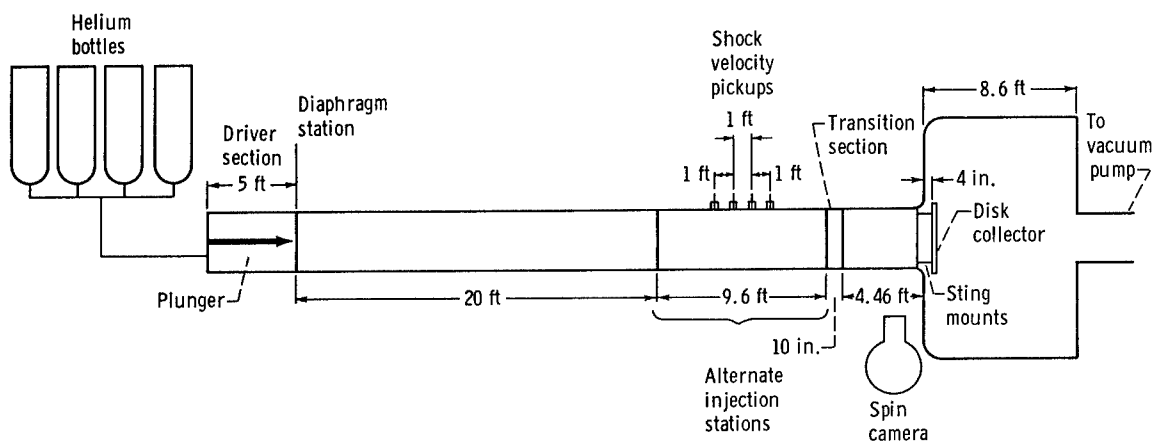 Helium
bottles
Driver
section
5 ft
Diaphragm
station
Shock
velocity
pickups
1 ft
1 ft
1 ft
Transition
section
8.6 ft
To
vacuum
pump
4 in.
Disk
collector
Plunger
20 ft
9.6 ft
4.46 ft
Sting
mounts
10 in.
Alternate
injection
stations
Spin
camera